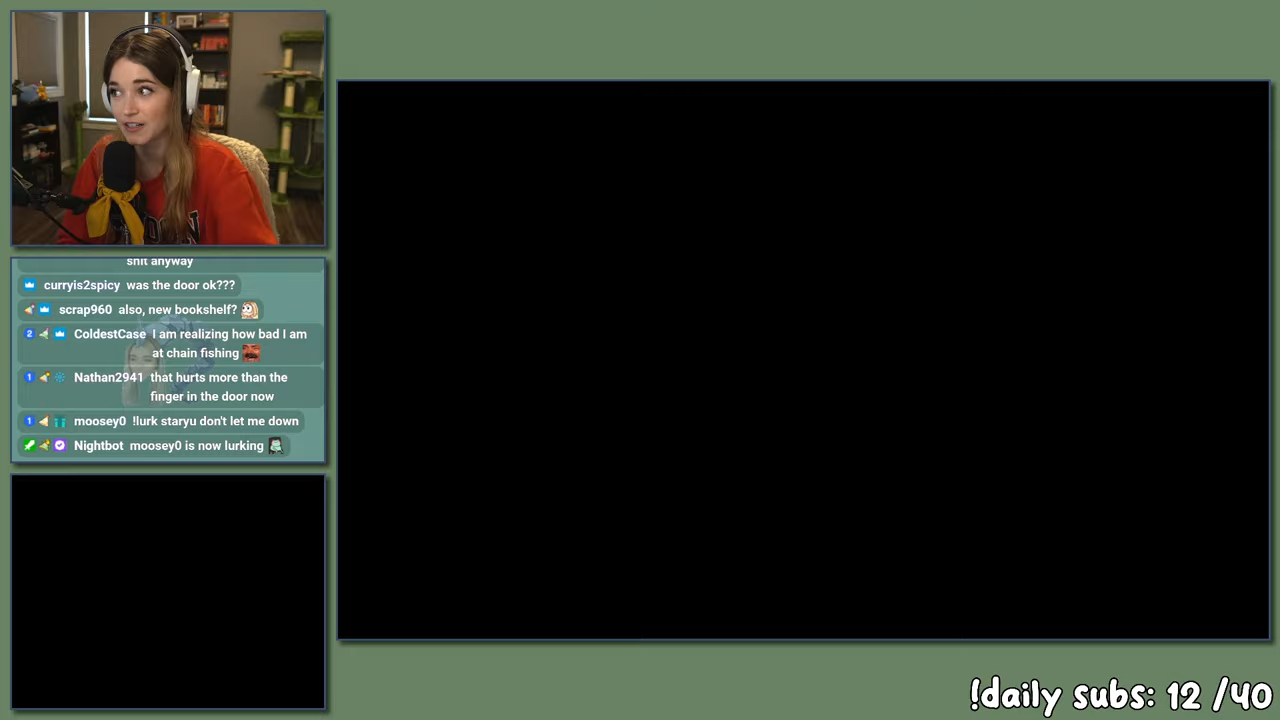 shit anyway
curryis2spicy was the door ok???
scrap960 also, new bookshelf?
2 ColdestCase I am realizing how bad I am
at chain fishing
1 Nathan2941 that hurts more than the
finger in the door now
1 moosey0 !lurk staryu don't let me down
Nightbot moosey0 is now lurking
!daily subs: 12 /40